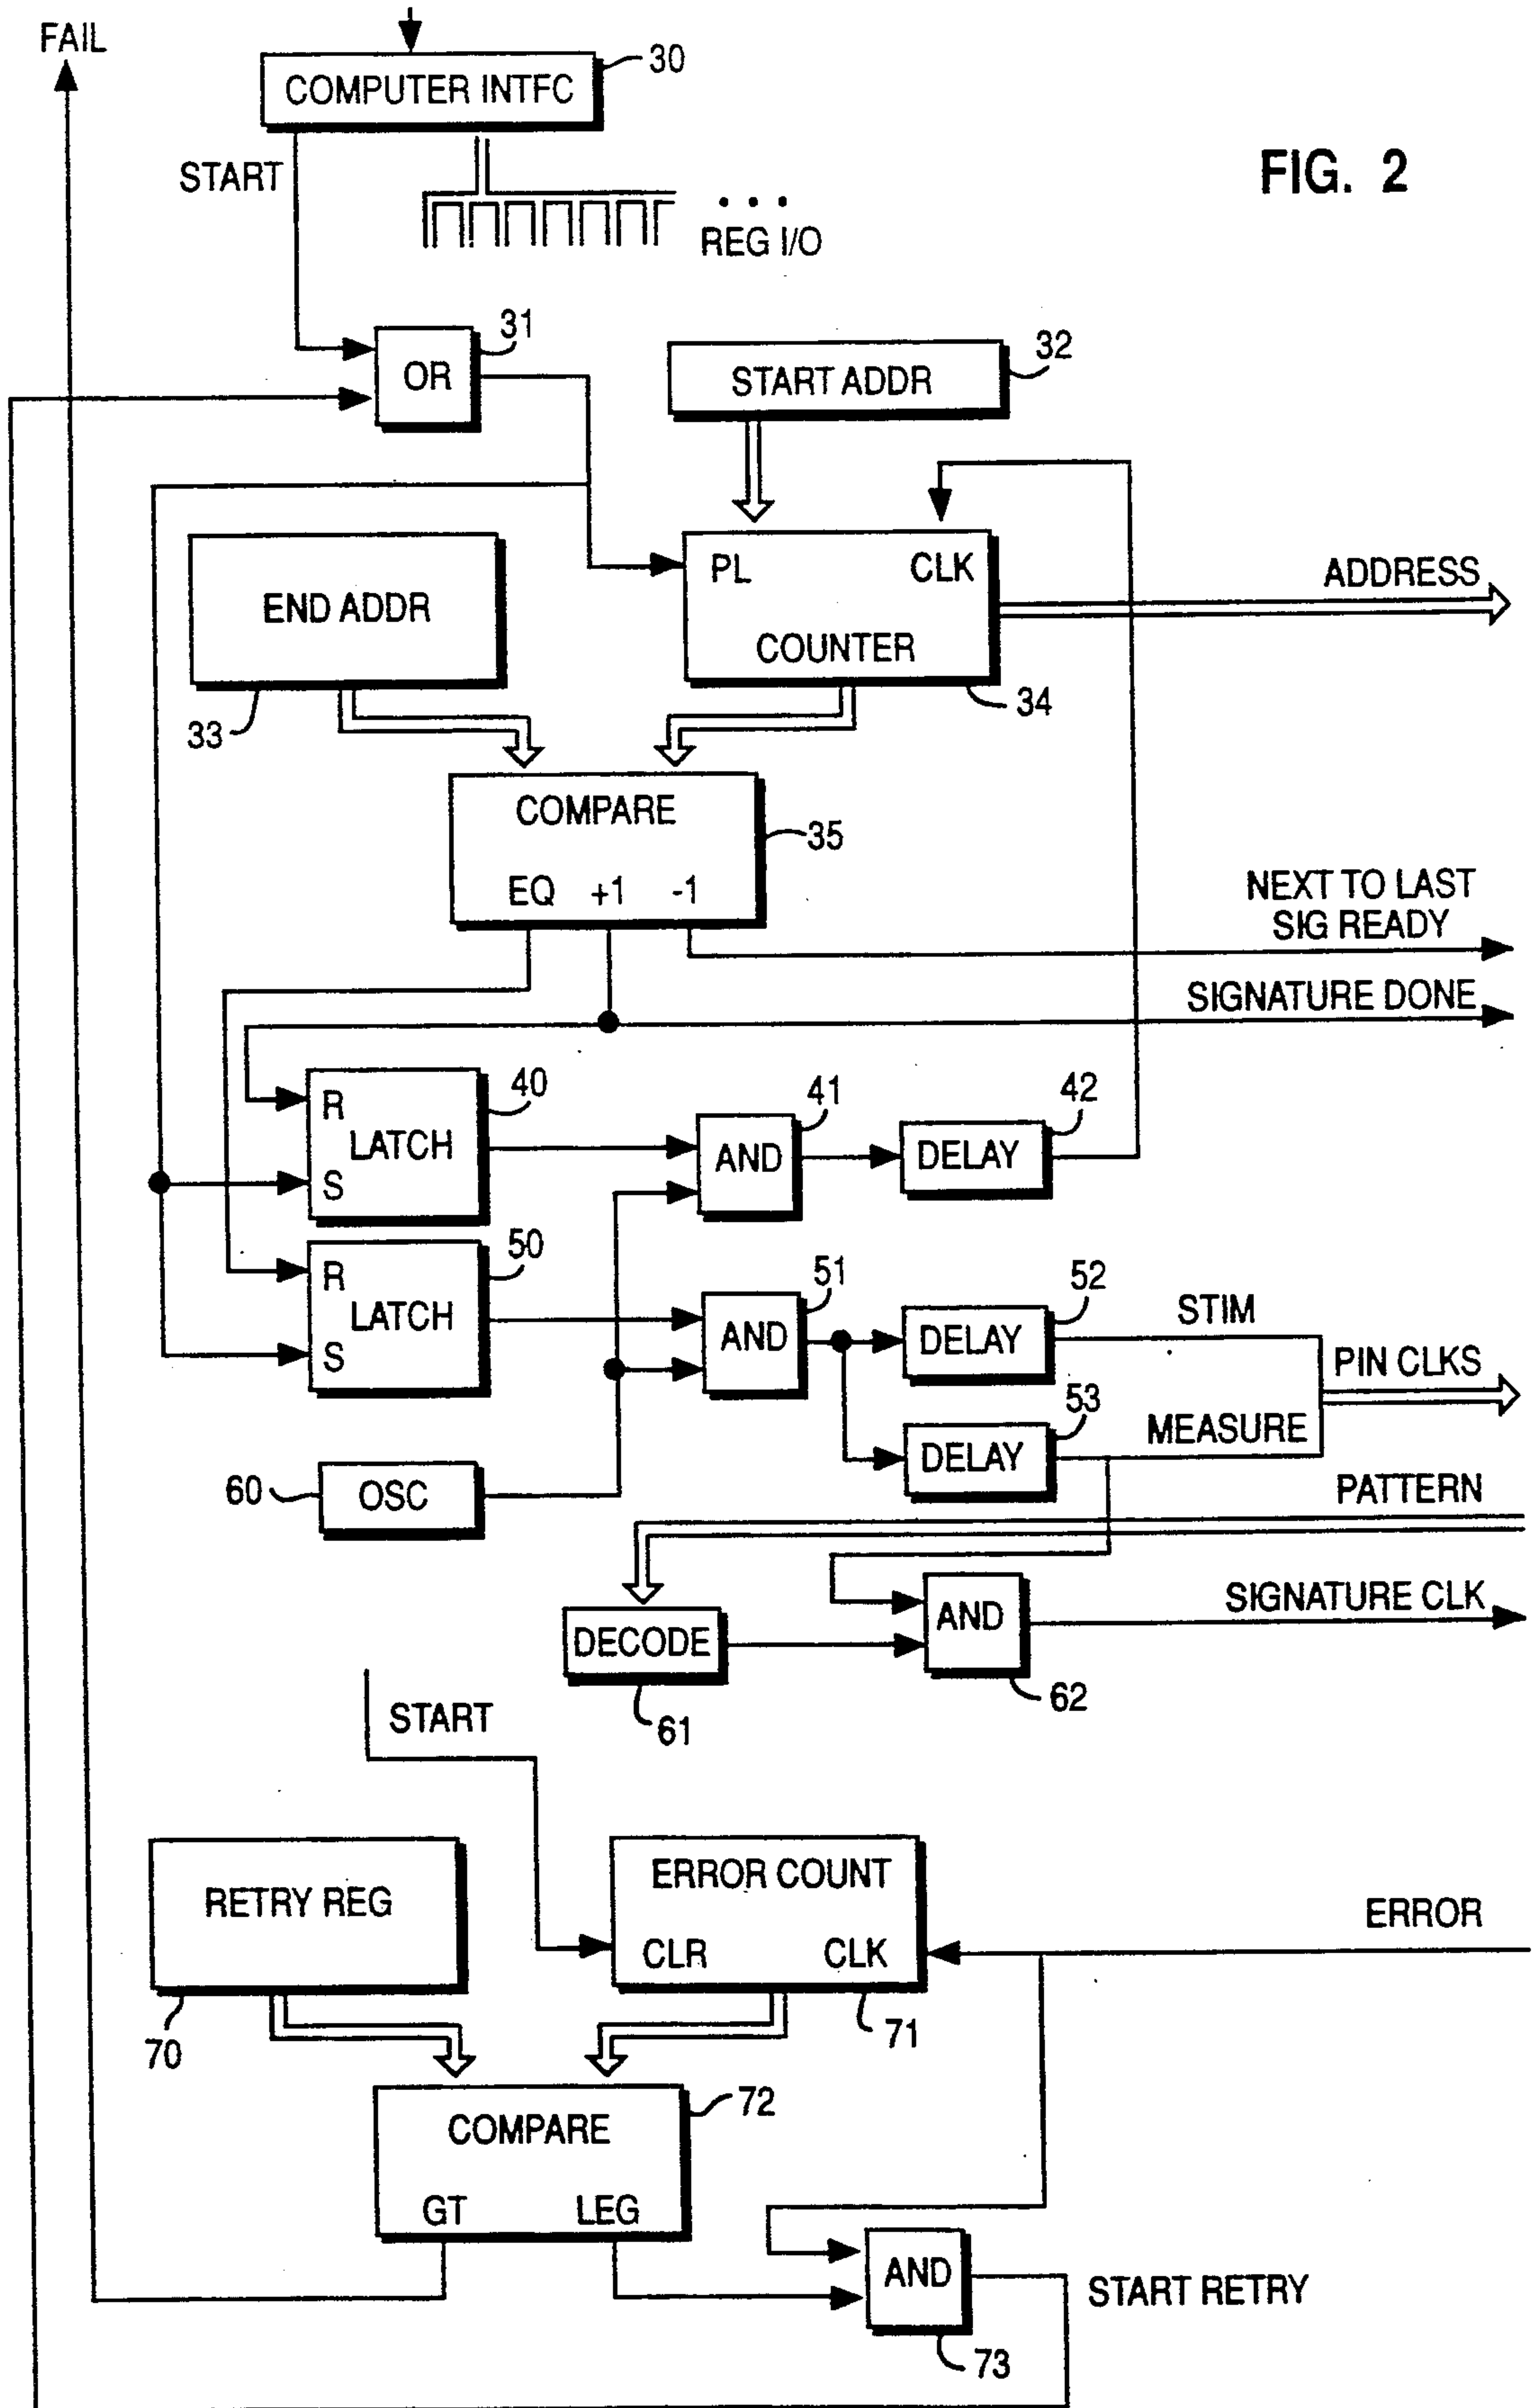 FAIL
COMPUTER INTFC
30
START
FIG. 2
. . .
REG I/O
31
OR
32
START ADDR
END ADDR
33
PL
CLK
COUNTER
34
ADDRESS
COMPARE
35
EQ +1 -1
NEXT TO LAST
SIG READY
SIGNATURE DONE
R
LATCH
S
40
41
AND
42
DELAY
R
LATCH
S
50
51
AND
52
DELAY
STIM
PIN CLKS
53
DELAY
MEASURE
60
OSC
PATTERN
DECODE
61
AND
62
SIGNATURE CLK
START
RETRY REG
70
ERROR COUNT
CLR
CLK
71
ERROR
COMPARE
72
GT
LEG
AND
73
START RETRY